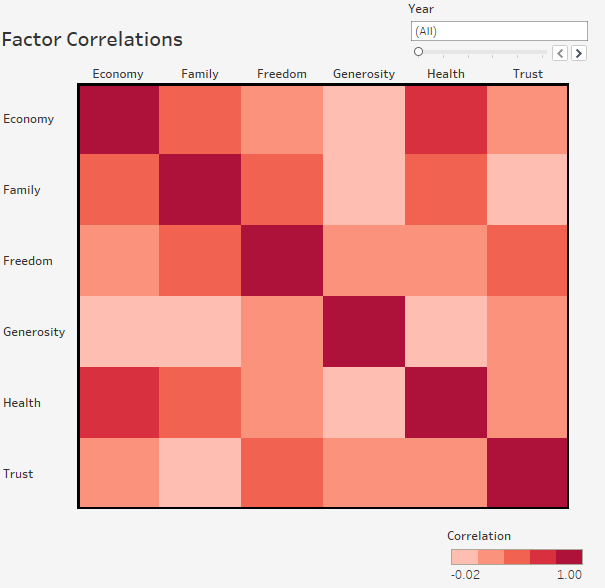 Year
(All)
Factor Correlations
Economy Family Freedom Generosity Health Trust
Economy
Family
Freedom
Generosity
Health
Trust
Correlation
-0.02 1.00